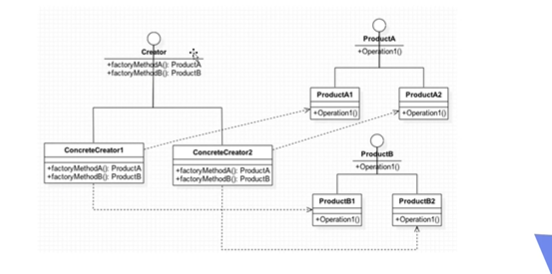 Creator
+factoryMethodA(): ProductA
+factoryMethodB(): ProductB
ProductA
+Operation1()
ProductA1
+Operation1()
ProductA2
+Operation1()
ConcreteCreator1
+factoryMethodA(): ProductA
+factoryMethodB(): ProductB
ConcreteCreator2
+factoryMethodA(): ProductA
+factoryMethodB(): ProductB
ProductB
+Operation1()
ProductB1
+Operation1()
ProductB2
+Operation1()